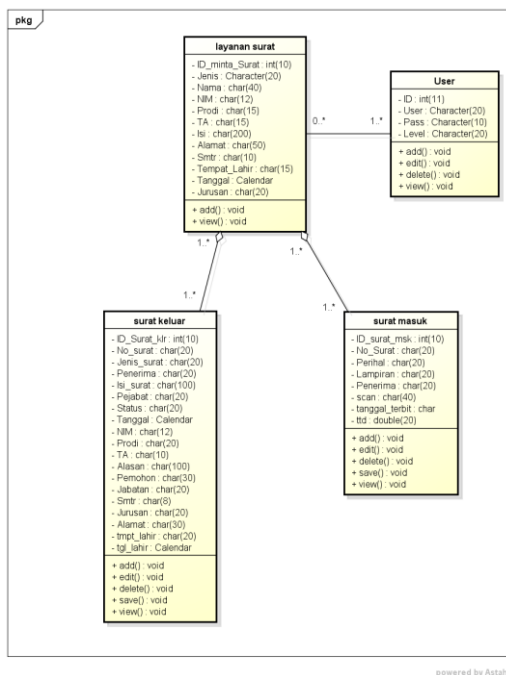 pkg
layanan surat
- ID_minta_Surat : int(10)
- Jenis : Character(20)
- Nama : char(40)
- NIM : char(12)
- Prodi : char(15)
- TA : char(15)
- Isi : char(200)
- Alamat : char(50)
- Smtr : char(10)
- Tempat_Lahir : char(15)
- Tanggal : Calendar
- Jurusan : char(20)
+ add() : void
+ view() : void
User
- ID : int(11)
- User : Character(20)
- Pass : Character(10)
- Level : Character(20)
+ add() : void
+ edit() : void
+ delete() : void
+ view() : void
0..*
1..*
1..*
1..*
1..*
1..*
surat keluar
- ID_Surat_klr : int(10)
- No_surat : char(20)
- Jenis_surat : char(20)
- Penerima : char(20)
- Isi_surat : char(100)
- Pejabat : char(20)
- Status : char(20)
- Tanggal : Calendar
- NIM : char(12)
- Prodi : char(20)
- TA : char(10)
- Alasan : char(100)
- Pemohon : char(30)
- Jabatan : char(20)
- Smtr : char(8)
- Jurusan : char(20)
- Alamat : char(30)
- tmpt_lahir : char(20)
- tgl_lahir : Calendar
+ add() : void
+ edit() : void
+ delete() : void
+ save() : void
+ view() : void
surat masuk
- ID_surat_msk : int(10)
- No_Surat : char(20)
- Perihal : char(20)
- Lampiran : char(20)
- Penerima : char(20)
- scan : char(40)
- tanggal_terbit : char
- ttd : double(20)
+ add() : void
+ edit() : void
+ delete() : void
+ save() : void
+ view() : void
powered by Astah